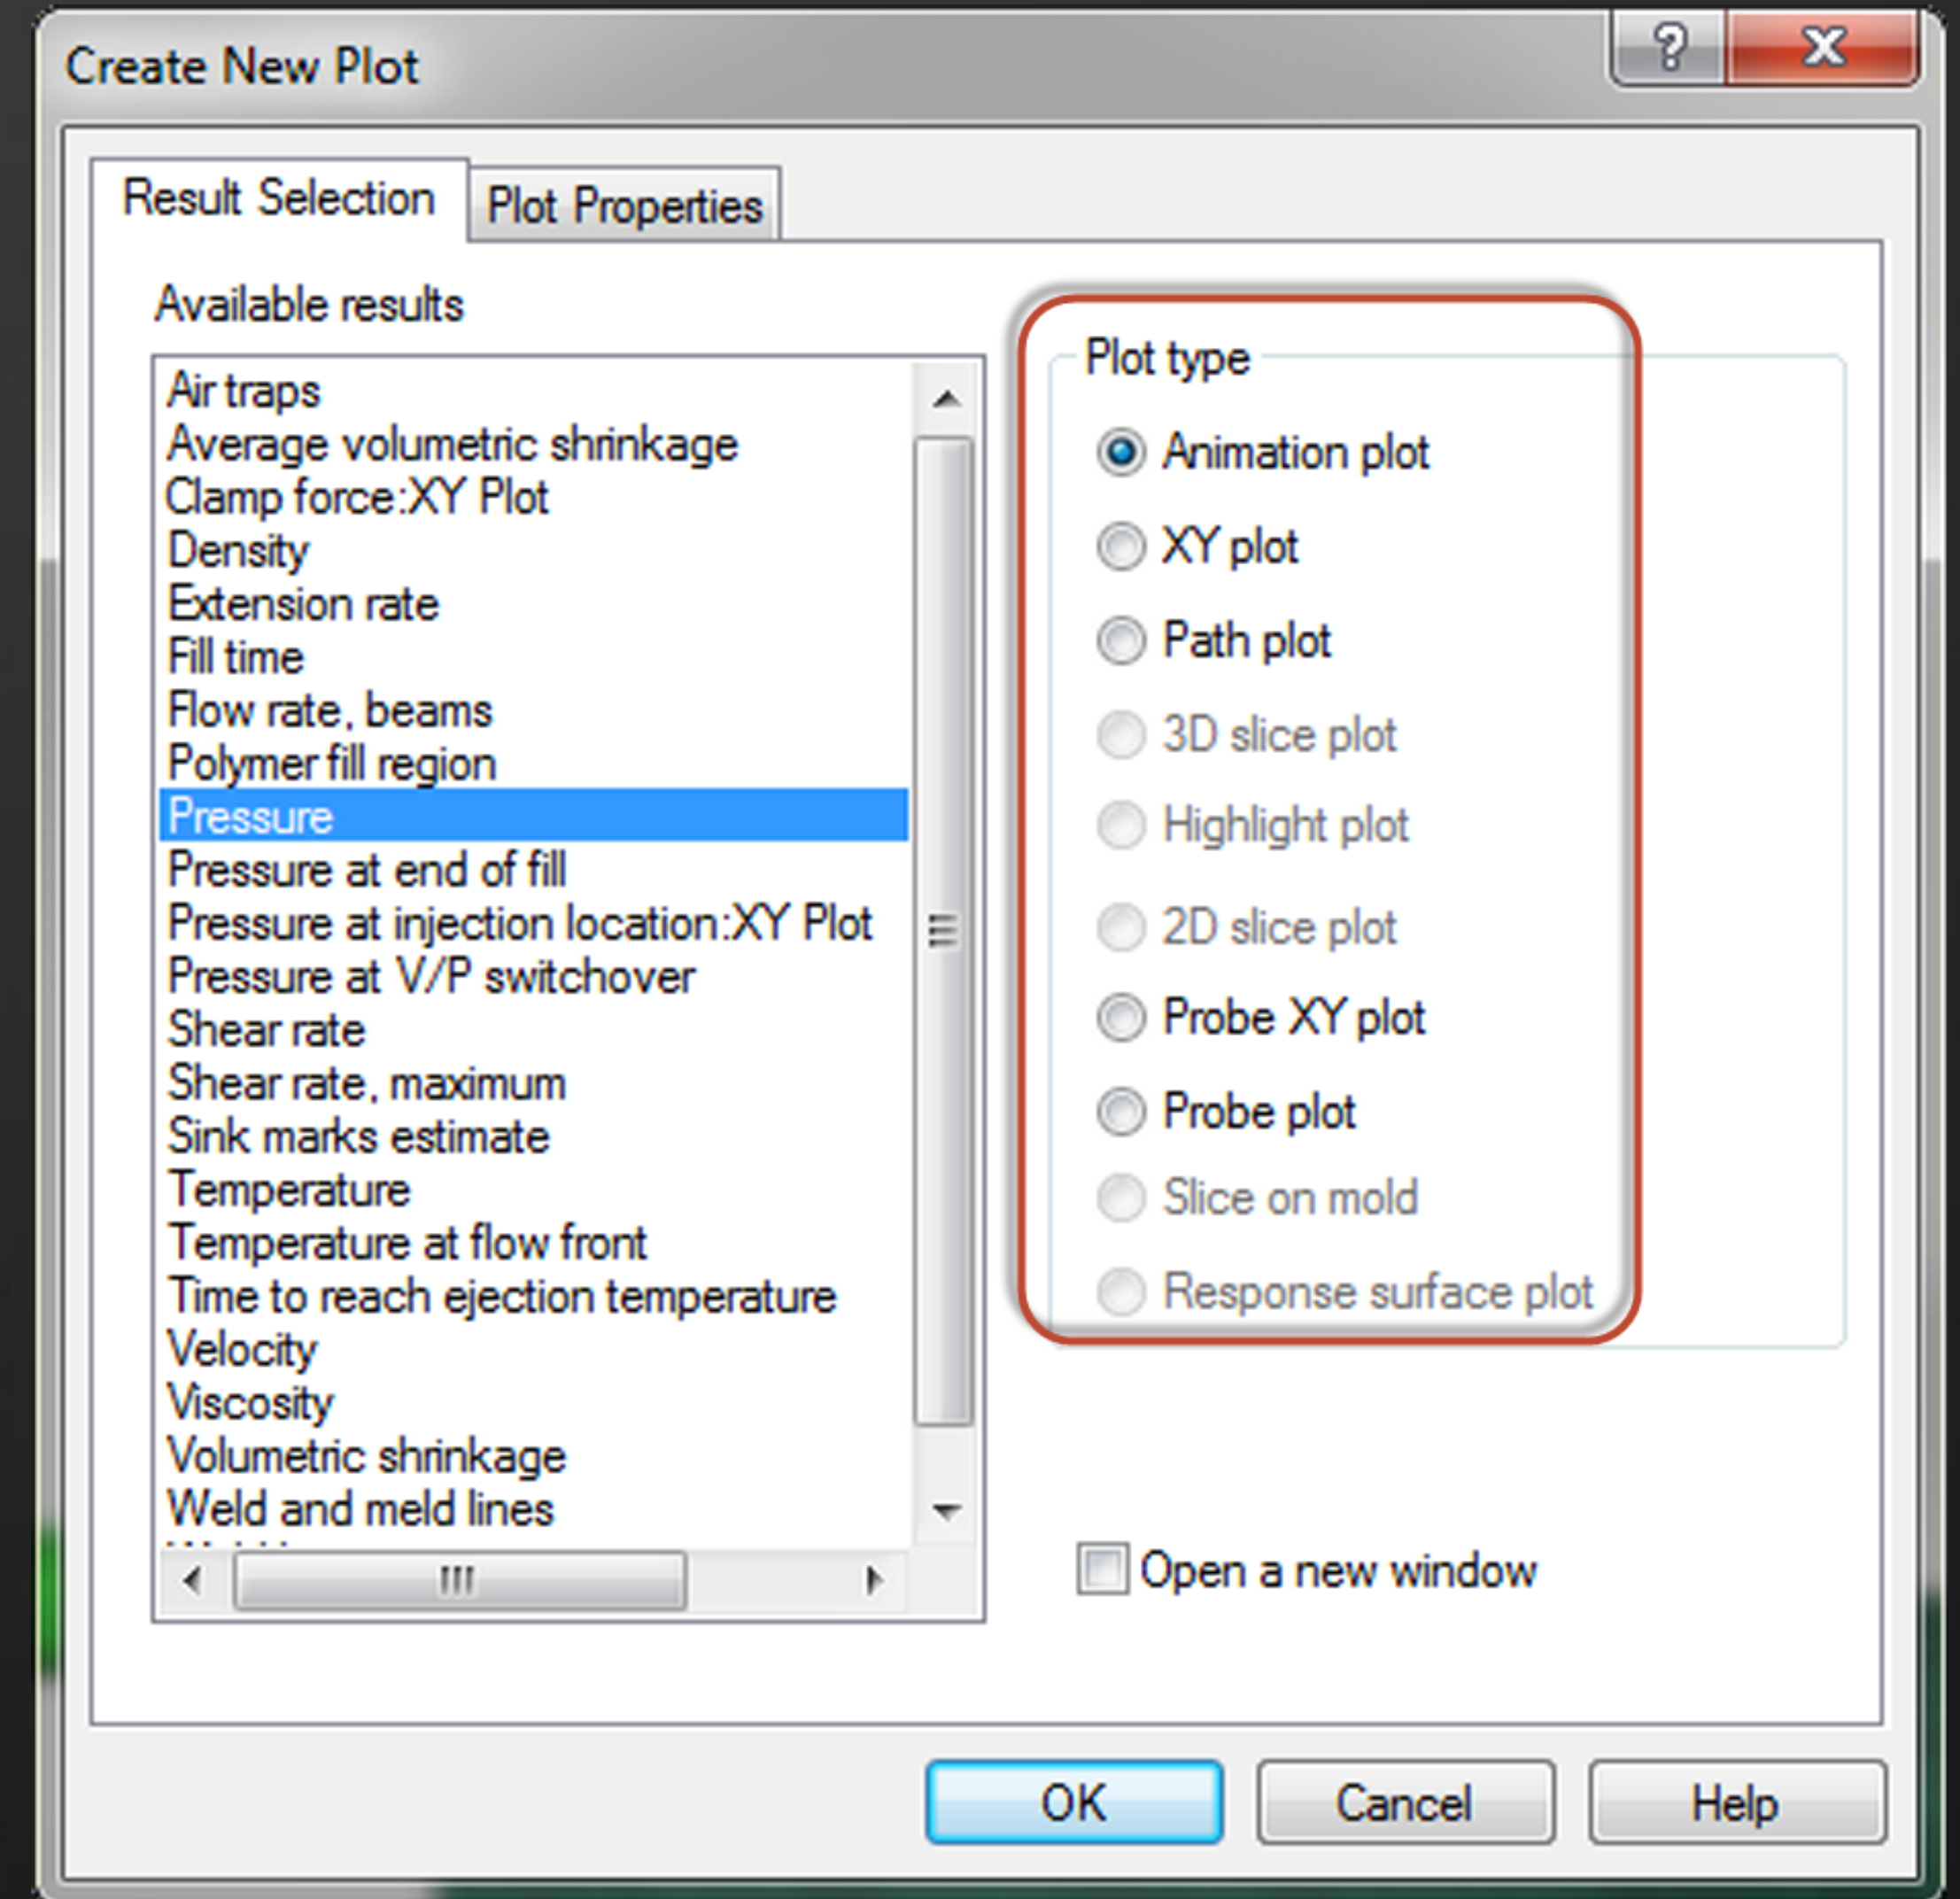 Create New Plot
Result Selection
Plot Properties
Available results
Air traps
Average volumetric shrinkage
Clamp force:XY Plot
Density
Extension rate
Fill time
Flow rate, beams
Polymer fill region
Pressure
Pressure at end of fill
Pressure at injection location:XY Plot
Pressure at V/P switchover
Shear rate
Shear rate, maximum
Sink marks estimate
Temperature
Temperature at flow front
Time to reach ejection temperature
Velocity
Viscosity
Volumetric shrinkage
Weld and meld lines
Plot type
Animation plot
XY plot
Path plot
3D slice plot
Highlight plot
2D slice plot
Probe XY plot
Probe plot
Slice on mold
Response surface plot
Open a new window
OK
Cancel
Help